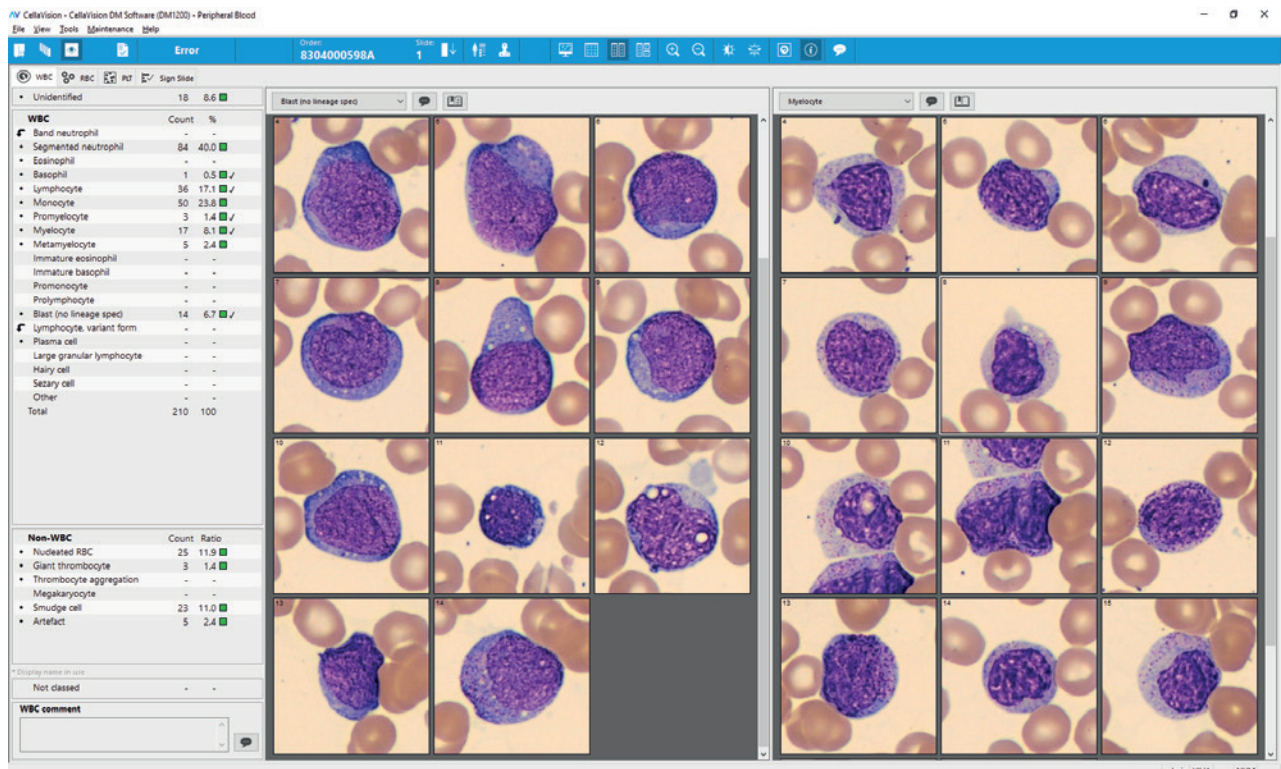 CellaVision - CellaVision DM Software (DM1200) - Peripheral Blood
File View Tools Maintenance Help
Error
Order: 8304000598A
Slide: 1
WBC RBC PLT Sign Slide
• Unidentified 18 8.6
WBC Count %
Band neutrophil - -
• Segmented neutrophil 84 40.0
• Eosinophil - -
• Basophil 1 0.5 ✓
• Lymphocyte 36 17.1 ✓
• Monocyte 50 23.8
• Promyelocyte 3 1.4 ✓
• Myelocyte 17 8.1 ✓
• Metamyelocyte 5 2.4
Immature eosinophil - -
Immature basophil - -
Promonocyte - -
Prolymphocyte - -
• Blast (no lineage spec) 14 6.7 ✓
Lymphocyte, variant form - -
• Plasma cell - -
Large granular lymphocyte - -
Hairy cell - -
Sezary cell - -
Other - -
Total 210 100
Non-WBC Count Ratio
• Nucleated RBC 25 11.9
• Giant thrombocyte 3 1.4
• Thrombocyte aggregation - -
Megakaryocyte - -
• Smudge cell 23 11.0
• Artefact 5 2.4
* Display name in use
Not classed - -
WBC comment
Blast (no lineage spec)
4 5 6
7 8 9
10 11 12
13 14
Myelocyte
4 5 6
7 8 9
10 11 12
13 14 15